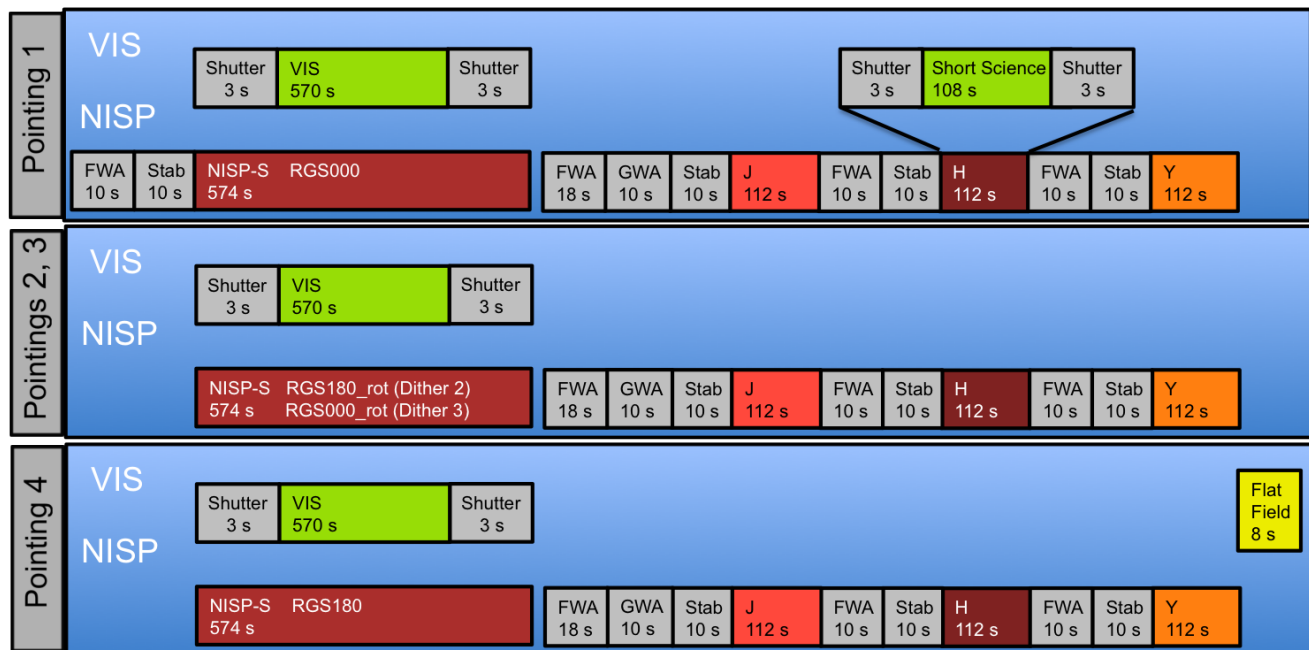 Pointing 1
VIS
Shutter
3 s
VIS
570 s
Shutter
3 s
Shutter
3 s
Short Science
108 s
Shutter
3 s
NISP
FWA
10 s
Stab
10 s
NISP-S RGS000
574 s
FWA
18 s
GWA
10 s
Stab
10 s
J
112 s
FWA
10 s
Stab
10 s
H
112 s
FWA
10 s
Stab
10 s
Y
112 s
Pointings 2, 3
VIS
Shutter
3 s
VIS
570 s
Shutter
3 s
NISP
NISP-S RGS180_rot (Dither 2)
574 s RGS000_rot (Dither 3)
FWA
18 s
GWA
10 s
Stab
10 s
J
112 s
FWA
10 s
Stab
10 s
H
112 s
FWA
10 s
Stab
10 s
Y
112 s
Pointing 4
VIS
Shutter
3 s
VIS
570 s
Shutter
3 s
Flat
Field
8 s
NISP
NISP-S RGS180
574 s
FWA
18 s
GWA
10 s
Stab
10 s
J
112 s
FWA
10 s
Stab
10 s
H
112 s
FWA
10 s
Stab
10 s
Y
112 s